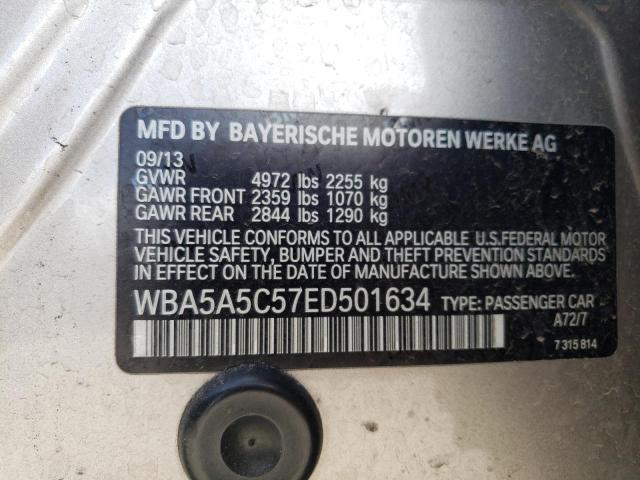 MFD BY BAYERISCHE MOTOREN WERKE AG
09/13
GVWR 4972 lbs 2255 kg
GAWR FRONT 2359 lbs 1070 kg
GAWR REAR 2844 lbs 1290 kg
THIS VEHICLE CONFORMS TO ALL APPLICABLE U.S.FEDERAL MOTOR
VEHICLE SAFETY, BUMPER AND THEFT PREVENTION STANDARDS
IN EFFECT ON THE DATE OF MANUFACTURE SHOWN ABOVE.
WBA5A5C57ED501634 TYPE: PASSENGER CAR
A72/7
7 315 814